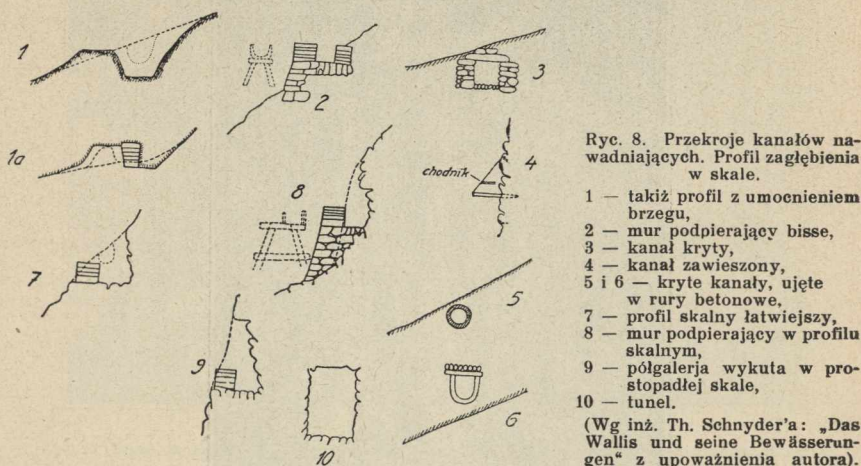 1
2
3
1a
8
chodnik
4
7
5
9
10
6
Ryc. 8. Przekroje kanałów na-
wadniających. Profil zagłębienia
w skale.
1 — takiż profil z umocnieniem
brzegu,
2 — mur podpierający bisse,
3 — kanał kryty,
4 — kanał zawieszony,
5 i 6 — kryte kanały, ujęte
w rury betonowe,
7 — profil skalny łatwiejszy,
8 — mur podpierający w profilu
skalnym,
9 — półgalerja wykuta w pro-
stopadłej skale,
10 — tunel.
(Wg inż. Th. Schnyder'a: „Das
Wallis und seine Bewässerun-
gen“ z upoważnienia autora).